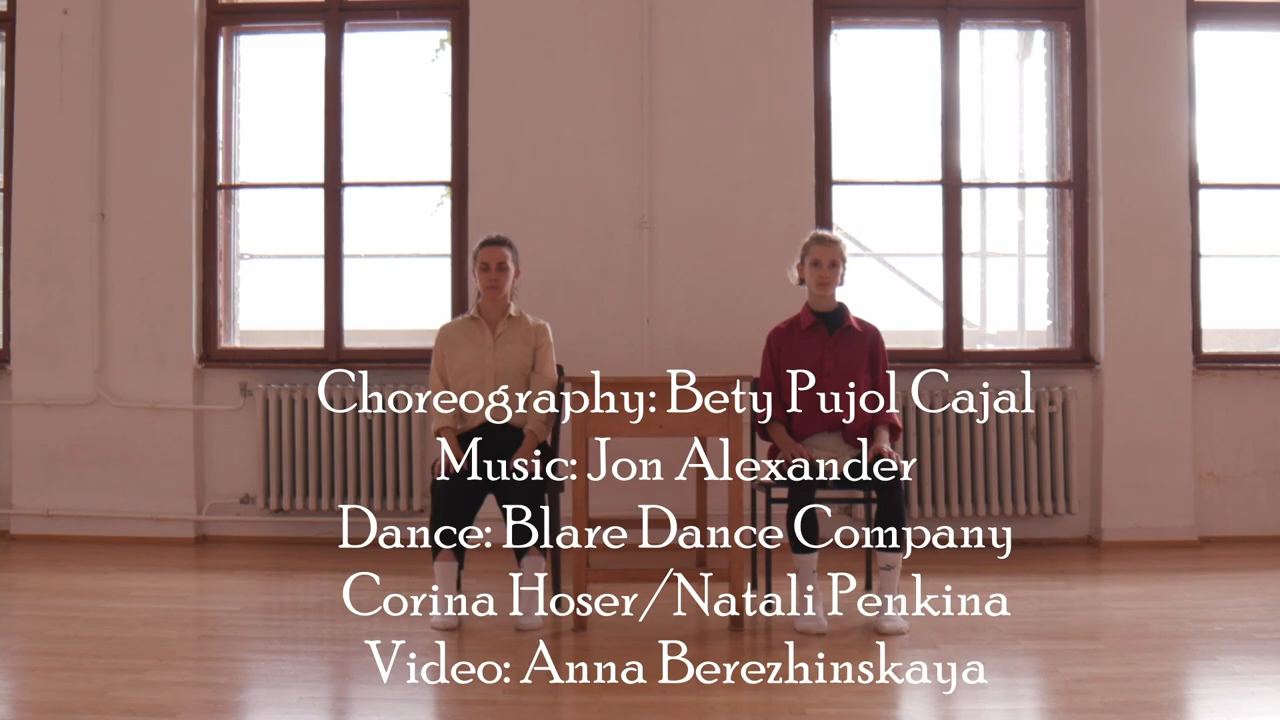 Choreography: Bety Pujol Cajal
Music: Jon Alexander
Dance: Blare Dance Company
Corina Hoser/Natali Penkina
Video: Anna Berezhinskaya